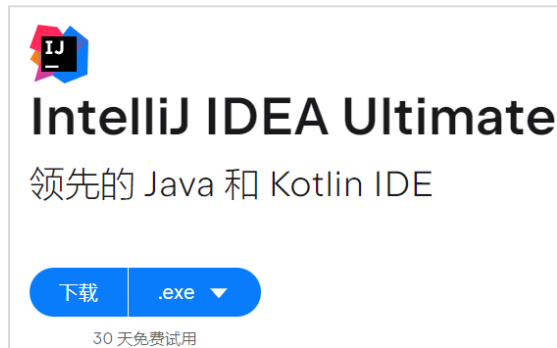 IJ
IntelliJ IDEA Ultimate
领先的 Java 和 Kotlin IDE
下载 .exe
30 天免费试用